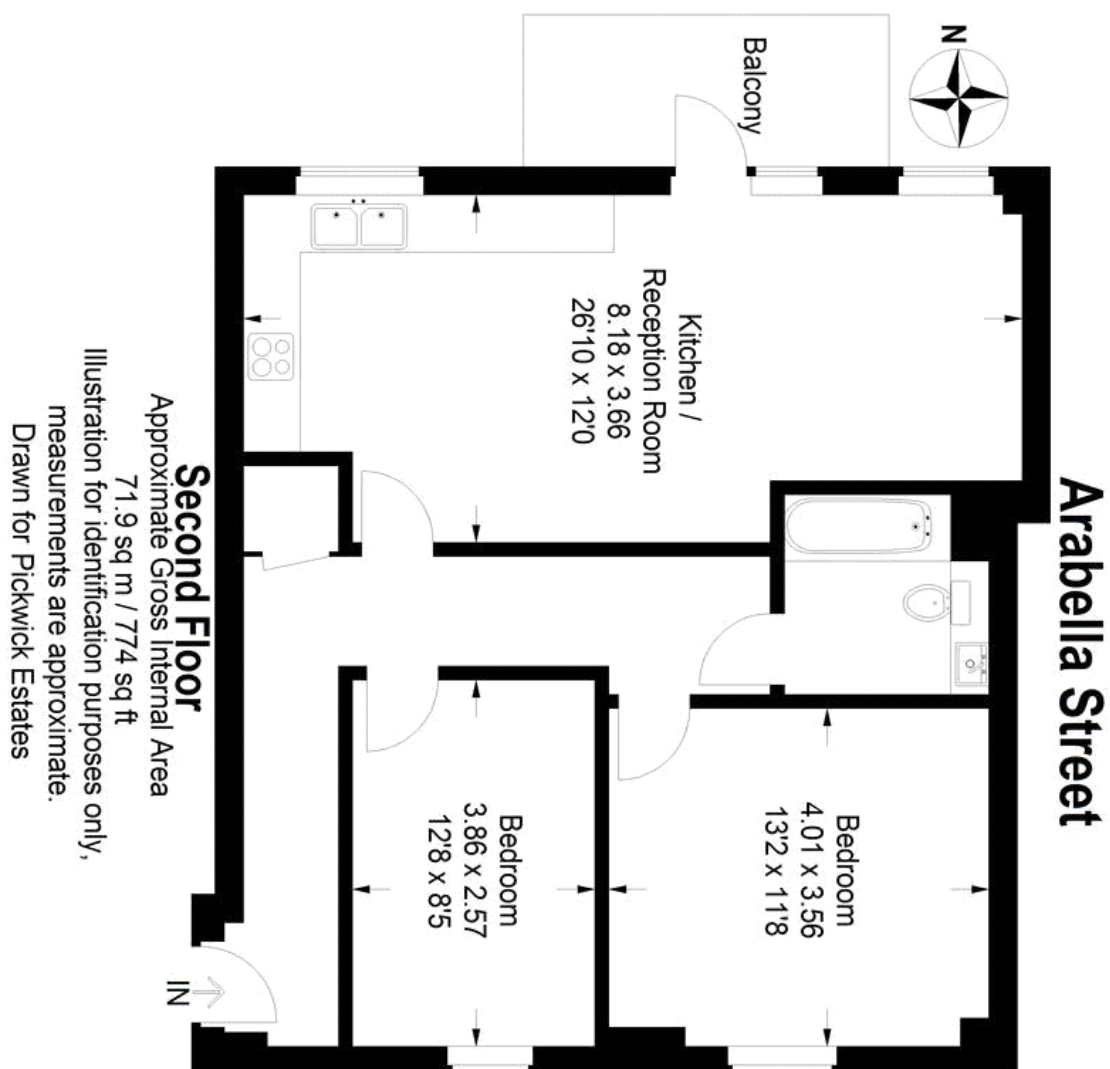 Arabella Street
N
Balcony
Kitchen /
Reception Room
8.18 x 3.66
26'10 x 12'0
Bedroom
4.01 x 3.56
13'2 x 11'8
Bedroom
3.86 x 2.57
12'8 x 8'5
IN
Second Floor
Approximate Gross Internal Area
71.9 sq m / 774 sq ft
Illustration for identification purposes only,
measurements are approximate.
Drawn for Pickwick Estates